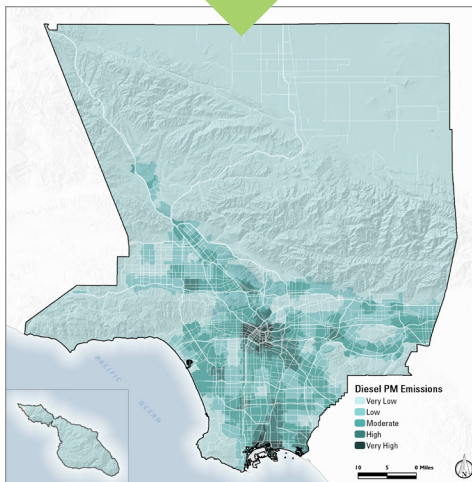 PACIFIC
OCEAN
Diesel PM Emissions
Very Low
Low
Moderate
High
Very High
10 5 0 Miles